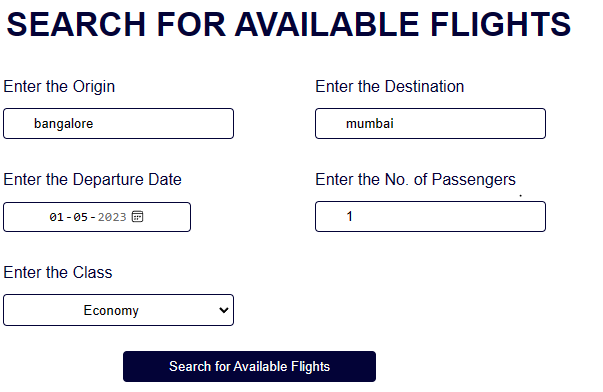 SEARCH FOR AVAILABLE FLIGHTS
Enter the Origin
Enter the Destination
bangalore
mumbai
Enter the Departure Date
Enter the No. of Passengers
01-05-2023
1
Enter the Class
Economy
Search for Available Flights